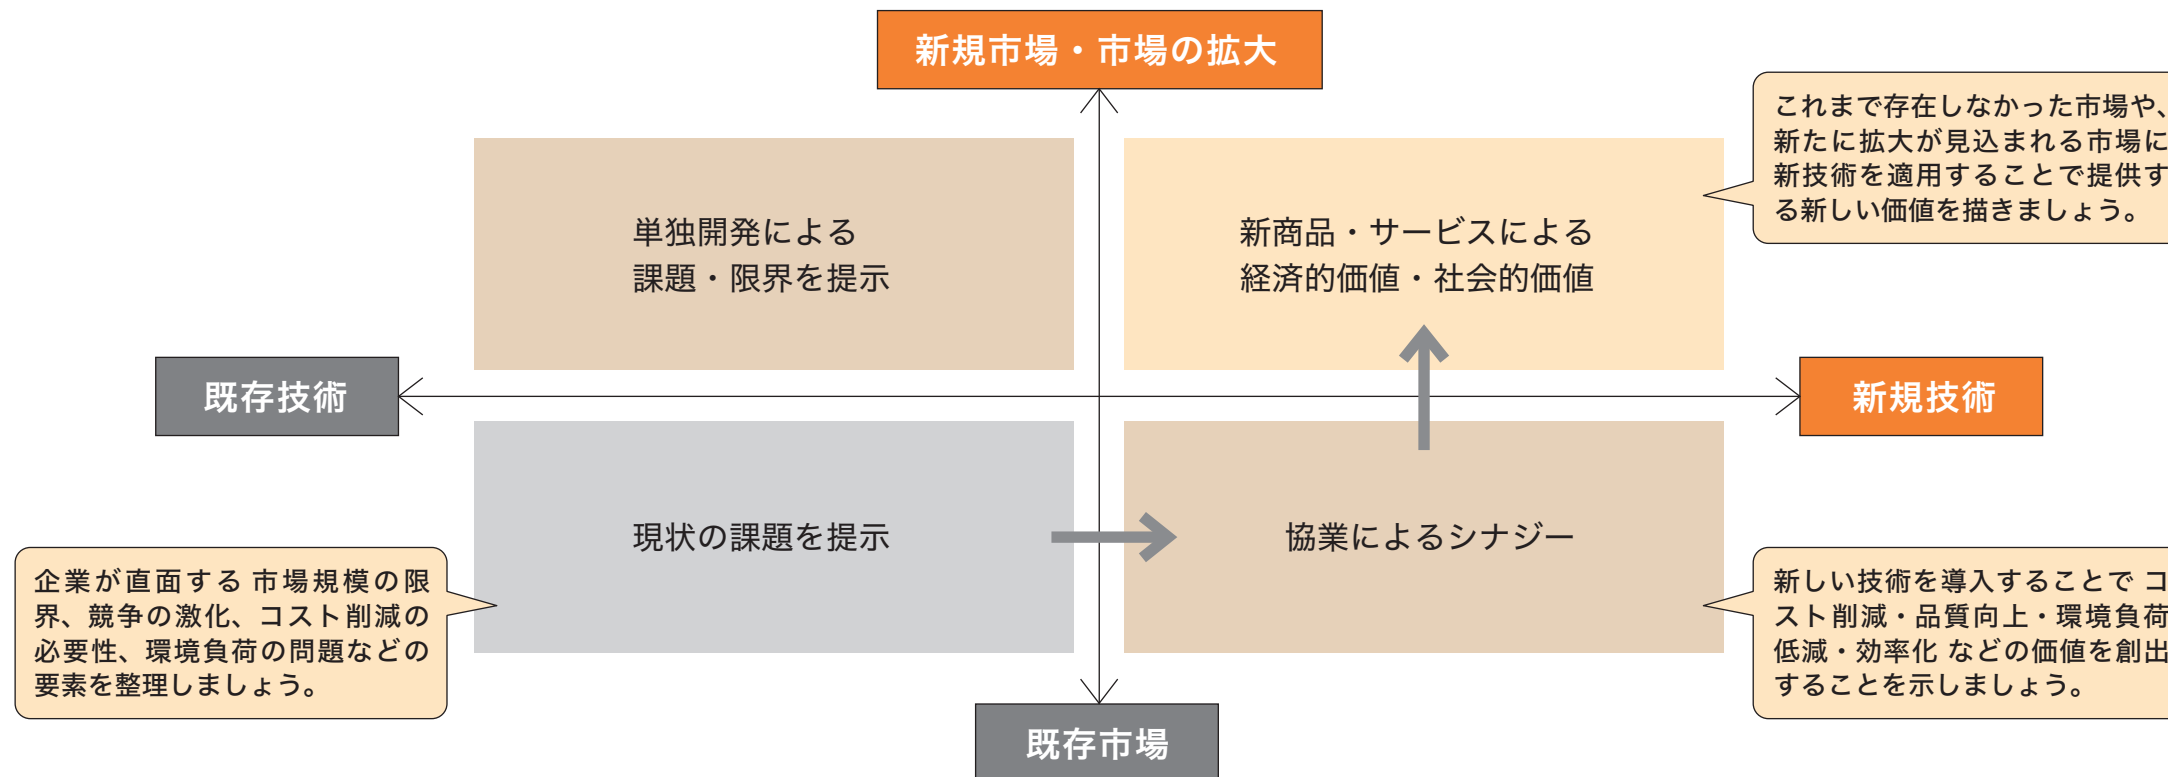 新規市場・市場の拡大
これまで存在しなかった市場や、
新たに拡大が見込まれる市場に
新技術を適用することで提供す
る新しい価値を描きましょう。
単独開発による
課題・限界を提示
新商品・サービスによる
経済的価値・社会的価値
既存技術
新規技術
現状の課題を提示
協業によるシナジー
企業が直面する 市場規模の限
界、競争の激化、コスト削減の
必要性、環境負荷の問題などの
要素を整理しましょう。
新しい技術を導入することで コ
スト削減・品質向上・環境負荷
低減・効率化 などの価値を創出
することを示しましょう。
既存市場